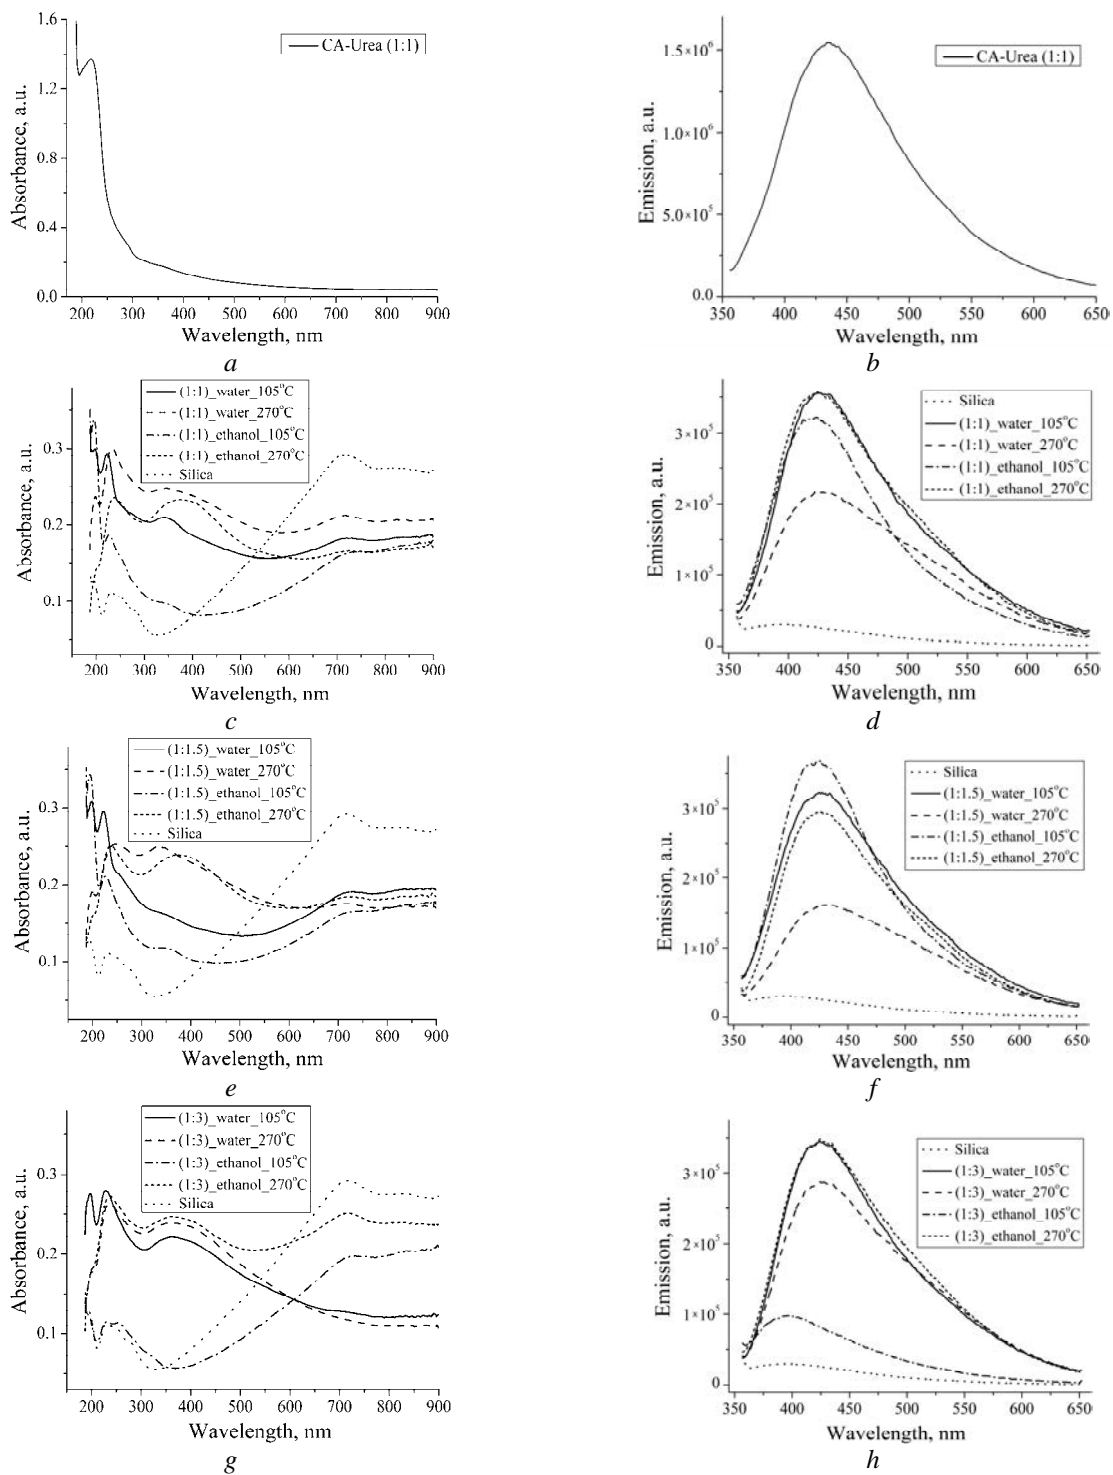 1.6
1.2
0.8
0.4
0.0
Absorbance, a.u.
CA-Urea (1:1)
200 300 400 500 600 700 800 900
Wavelength, nm
a
1.5×10⁶
1.0×10⁶
5.0×10⁵
0.0
Emission, a.u.
CA-Urea (1:1)
350 400 450 500 550 600 650
Wavelength, nm
b
0.3
0.2
0.1
Absorbance, a.u.
(1:1)_water_105°C
(1:1)_water_270°C
(1:1)_ethanol_105°C
(1:1)_ethanol_270°C
Silica
200 300 400 500 600 700 800 900
Wavelength, nm
c
3×10⁵
2×10⁵
1×10⁵
0
Emission, a.u.
Silica
(1:1)_water_105°C
(1:1)_water_270°C
(1:1)_ethanol_105°C
(1:1)_ethanol_270°C
350 400 450 500 550 600 650
Wavelength, nm
d
0.3
0.2
0.1
Absorbance, a.u.
(1:1.5)_water_105°C
(1:1.5)_water_270°C
(1:1.5)_ethanol_105°C
(1:1.5)_ethanol_270°C
Silica
200 300 400 500 600 700 800 900
Wavelength, nm
e
3×10⁵
2×10⁵
1×10⁵
0
Emission, a.u.
Silica
(1:1.5)_water_105°C
(1:1.5)_water_270°C
(1:1.5)_ethanol_105°C
(1:1.5)_ethanol_270°C
350 400 450 500 550 600 650
Wavelength, nm
f
0.3
0.2
0.1
Absorbance, a.u.
(1:3)_water_105°C
(1:3)_water_270°C
(1:3)_ethanol_105°C
(1:3)_ethanol_270°C
Silica
200 300 400 500 600 700 800 900
Wavelength, nm
g
3×10⁵
2×10⁵
1×10⁵
0
Emission, a.u.
Silica
(1:3)_water_105°C
(1:3)_water_270°C
(1:3)_ethanol_105°C
(1:3)_ethanol_270°C
350 400 450 500 550 600 650
Wavelength, nm
h